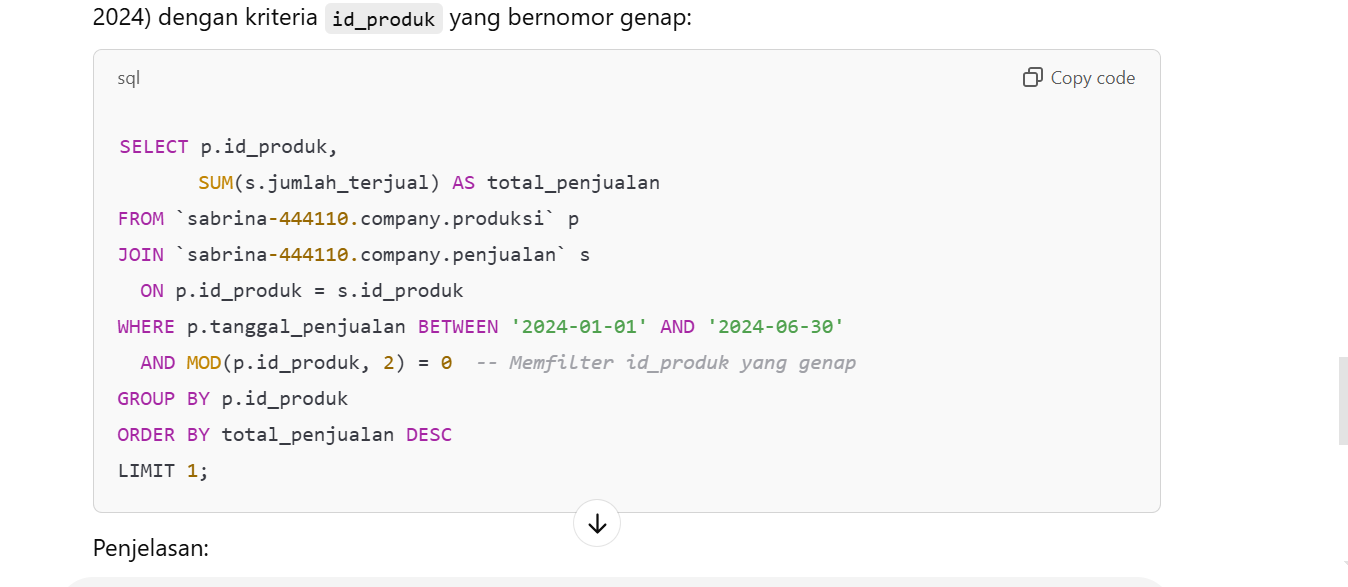 2024) dengan kriteria id_produk yang bernomor genap:
sql
Copy code
SELECT p.id_produk,
       SUM(s.jumlah_terjual) AS total_penjualan
FROM `sabrina-444110.company.produksi` p
JOIN `sabrina-444110.company.penjualan` s
  ON p.id_produk = s.id_produk
WHERE p.tanggal_penjualan BETWEEN '2024-01-01' AND '2024-06-30'
  AND MOD(p.id_produk, 2) = 0  -- Memfilter id_produk yang genap
GROUP BY p.id_produk
ORDER BY total_penjualan DESC
LIMIT 1;
Penjelasan: